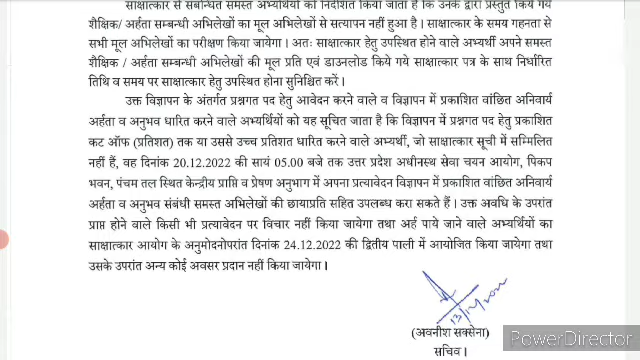 साक्षात्कार से संबन्धित समस्त अभ्यर्थियों को निर्देशित किया जाता है कि उनके द्वारा प्रस्तुत किये गये
शैक्षिक/ अर्हता सम्बन्धी अभिलेखों का मूल अभिलेखों से सत्यापन नहीं हुआ है। साक्षात्कार के समय गहनता से
सभी मूल अभिलेखों का परीक्षण किया जायेगा। अतः साक्षात्कार हेतु उपस्थित होने वाले अभ्यर्थी अपने समस्त
शैक्षिक / अर्हता सम्बन्धी अभिलेखों की मूल प्रति एवं डाउनलोड किये गये साक्षात्कार पत्र के साथ निर्धारित
तिथि व समय पर साक्षात्कार हेतु उपस्थित होना सुनिश्चित करें।
उक्त विज्ञापन के अंतर्गत प्रश्नगत पद हेतु आवेदन करने वाले व विज्ञापन में प्रकाशित वांछित अनिवार्य
अर्हता व अनुभव धारित करने वाले अभ्यर्थियों को यह सूचित जाता है कि विज्ञापन में प्रश्नगत पद हेतु प्रकाशित
कट ऑफ (प्रतिशत) तक या उससे उच्च प्रतिशत धारित करने वाले अभ्यर्थी, जो साक्षात्कार सूची में सम्मिलित
नहीं हैं, वह दिनांक 20.12.2022 की सायं 05.00 बजे तक उत्तर प्रदेश अधीनस्थ सेवा चयन आयोग, पिकप
भवन, पंचम तल स्थित केन्द्रीय प्राप्ति व प्रेषण अनुभाग में अपना प्रत्यावेदन विज्ञापन में प्रकाशित वांछित अनिवार्य
अर्हता व अनुभव संबंधी समस्त अभिलेखों की छायाप्रति सहित उपलब्ध करा सकते हैं। उक्त अवधि के उपरांत
प्राप्त होने वाले किसी भी प्रत्यावेदन पर विचार नहीं किया जायेगा तथा अर्ह पाये जाने वाले अभ्यर्थियों का
साक्षात्कार आयोग के अनुमोदनोपरांत दिनांक 24.12.2022 की द्वितीय पाली में आयोजित किया जायेगा तथा
उसके उपरांत अन्य कोई अवसर प्रदान नहीं किया जायेगा।
13/12/2022
(अवनीश सक्सेना)
सचिव।
PowerDirector